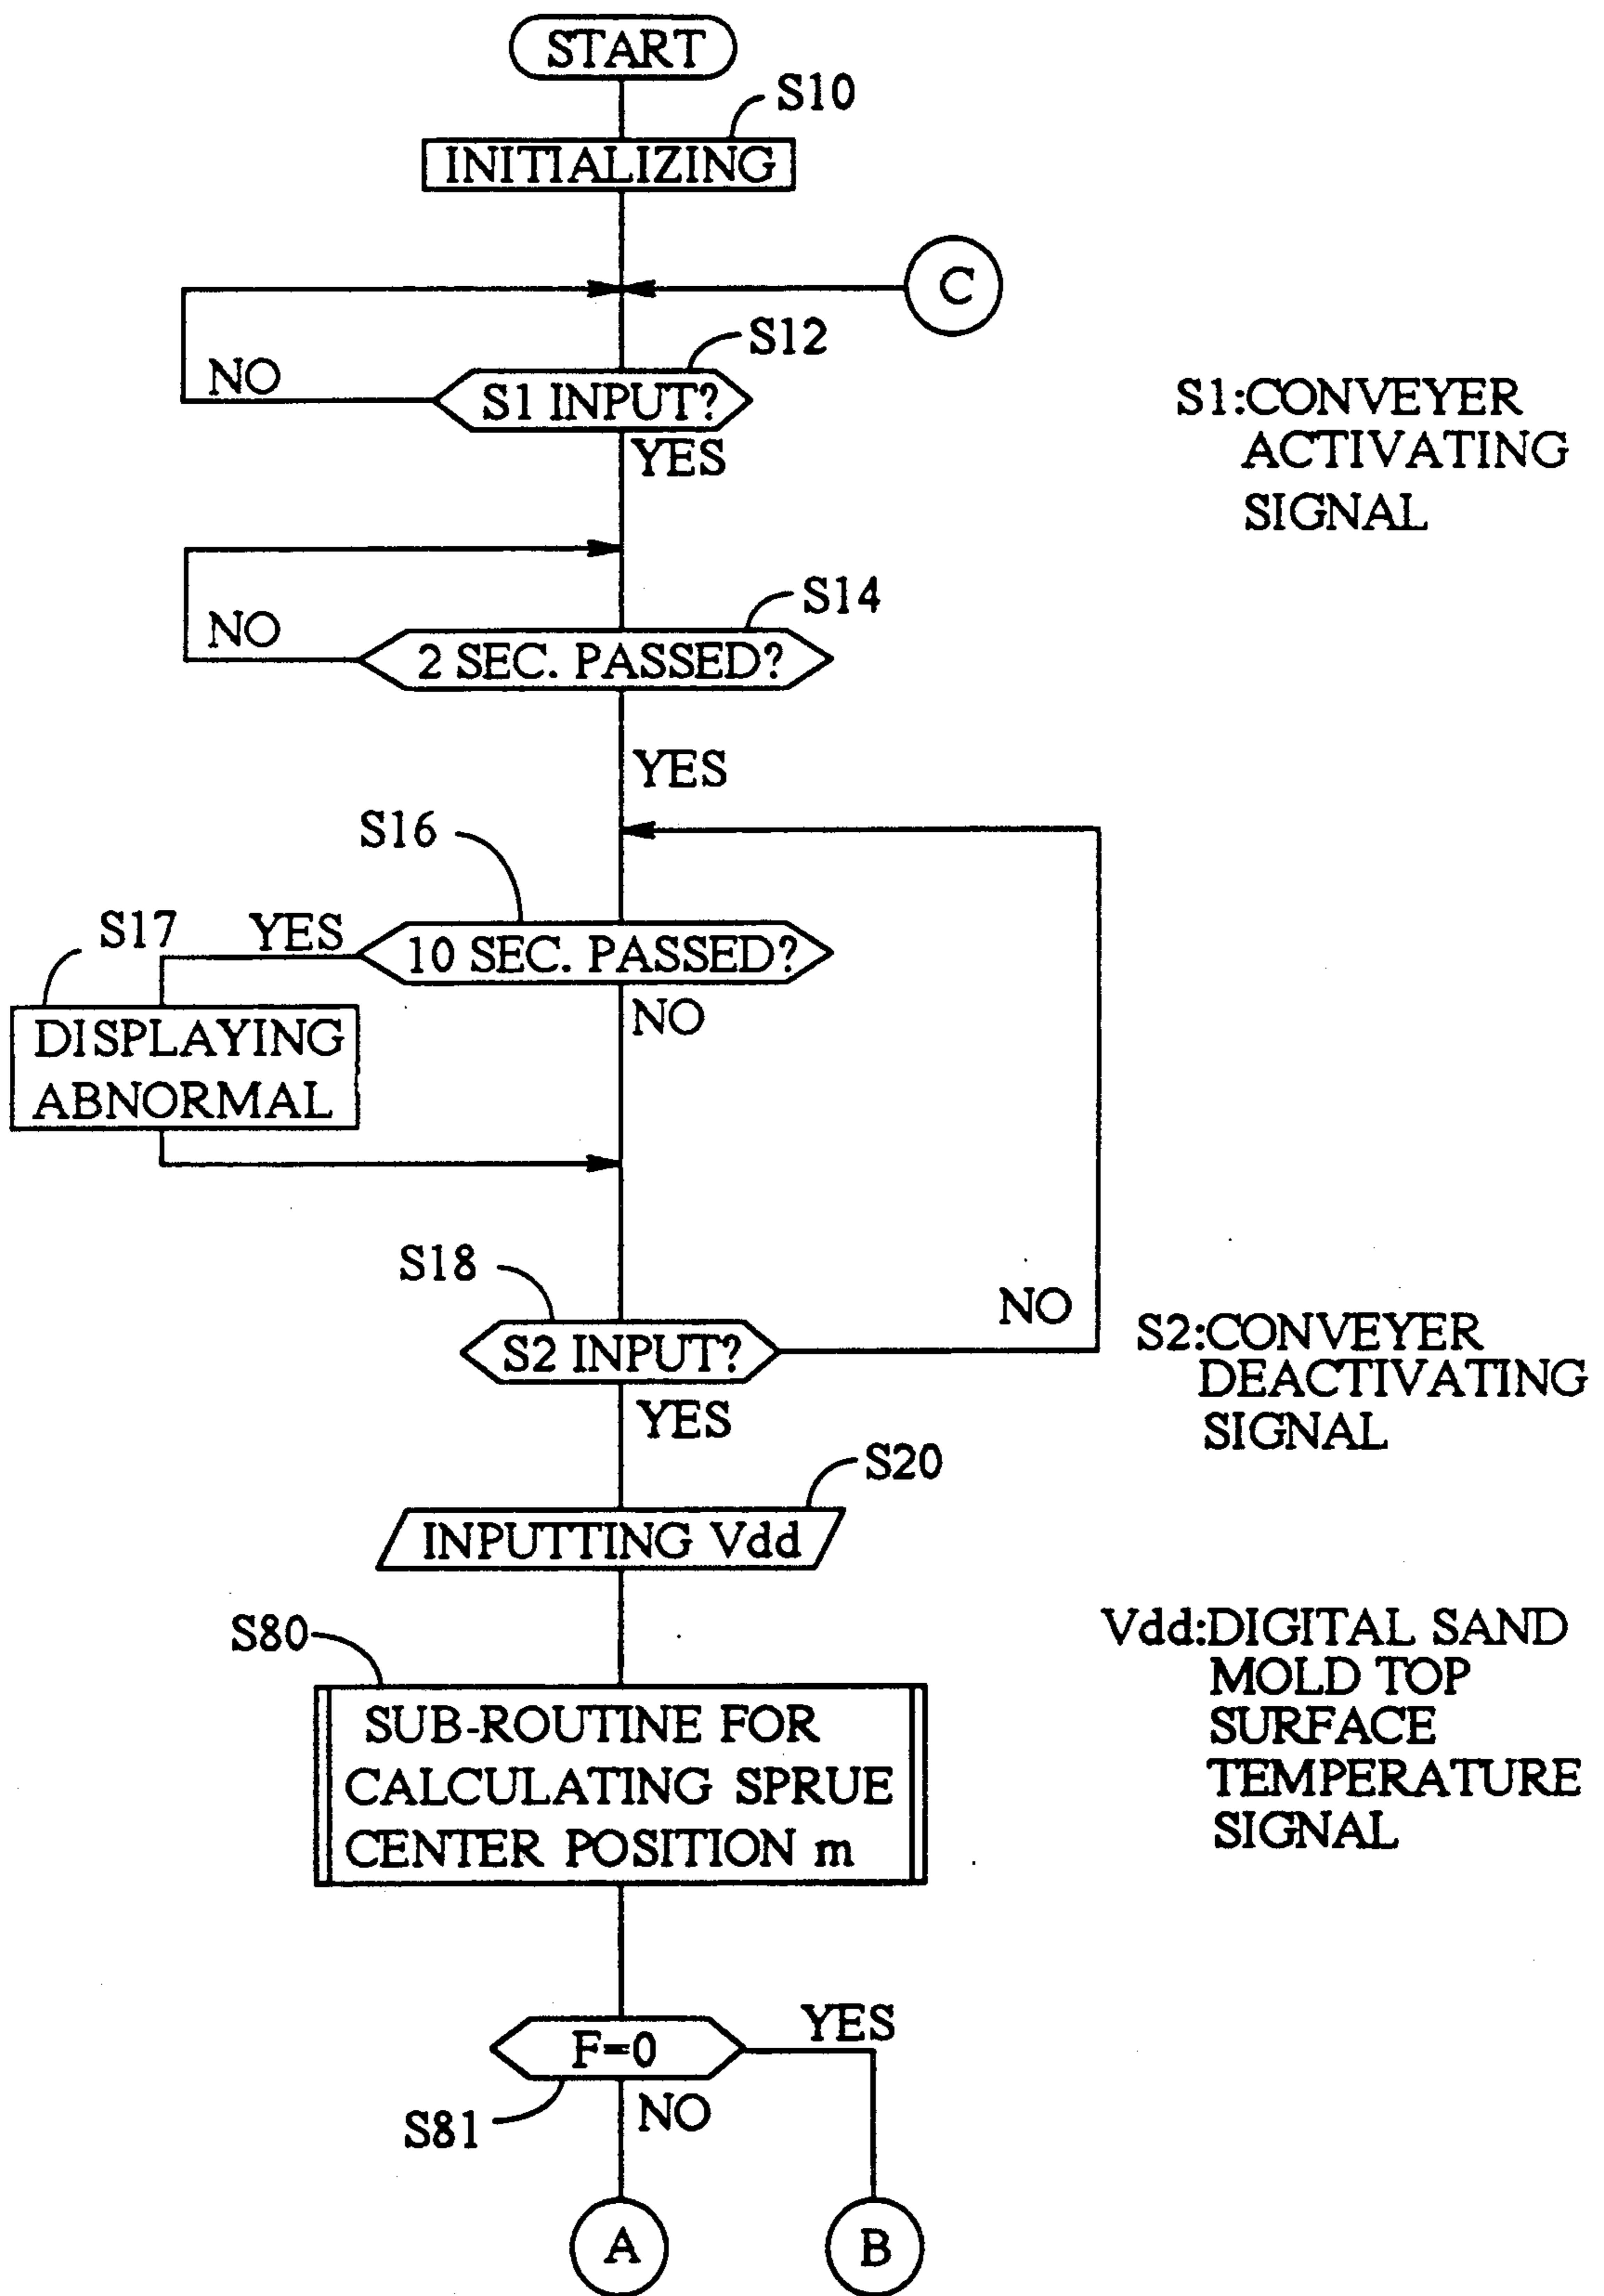 START
S10
INITIALIZING
C
S12
NO
S1 INPUT?
YES
S1:CONVEYER
ACTIVATING
SIGNAL
S14
NO
2 SEC. PASSED?
YES
S16
S17
YES
10 SEC. PASSED?
NO
DISPLAYING
ABNORMAL
S18
NO
S2 INPUT?
YES
S2:CONVEYER
DEACTIVATING
SIGNAL
S20
INPUTTING Vdd
S80
Vdd:DIGITAL SAND
MOLD TOP
SURFACE
TEMPERATURE
SIGNAL
SUB-ROUTINE FOR
CALCULATING SPRUE
CENTER POSITION m
YES
F=0
S81
NO
A
B